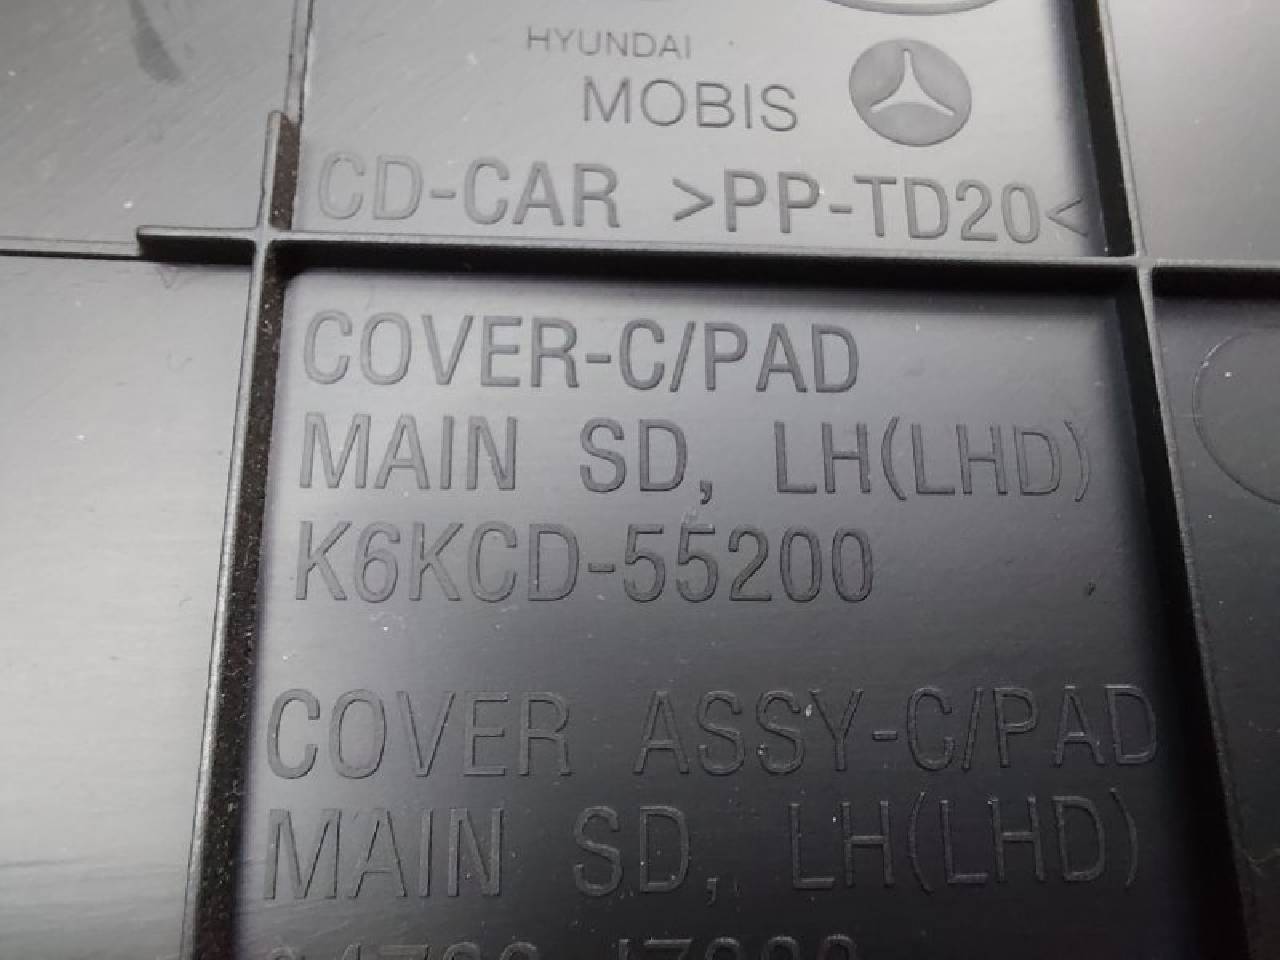 HYUNDAI
MOBIS
CD-CAR >PP-TD20<
COVER-C/PAD
MAIN SD, LH(LHD)
K6KCD-55200
COVER ASSY-C/PAD
MAIN SD, LH(LHD)